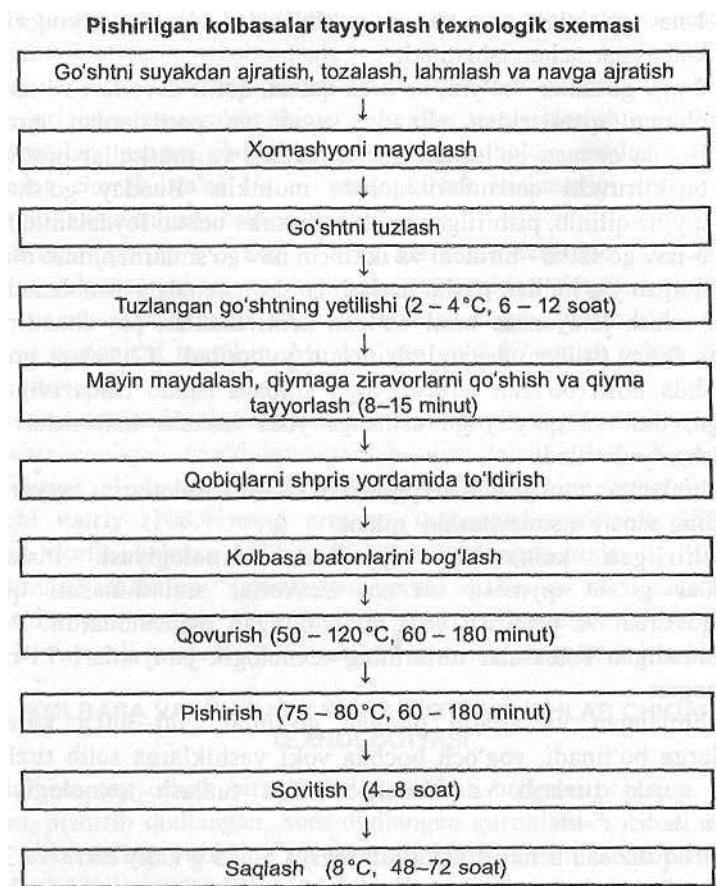 Pishirilgan kolbasalar tayyorlash texnologik sxemasi
Go'shtni suyakdan ajratish, tozalash, lahmlash va navga ajratish
Xomashyoni maydalash
Go'shtni tuzlash
Tuzlangan go'shtning yetilishi (2 – 4 °C, 6 – 12 soat)
Mayin maydalash, qiymaga ziravorlarni qo'shish va qiyma
tayyorlash (8–15 minut)
Qobiqlarni shpris yordamida to'ldirish
Kolbasa batonlarini bog'lash
Qovurish (50 – 120 °C, 60 – 180 minut)
Pishirish (75 – 80 °C, 60 – 180 minut)
Sovitish (4–8 soat)
Saqlash (8 °C, 48–72 soat)